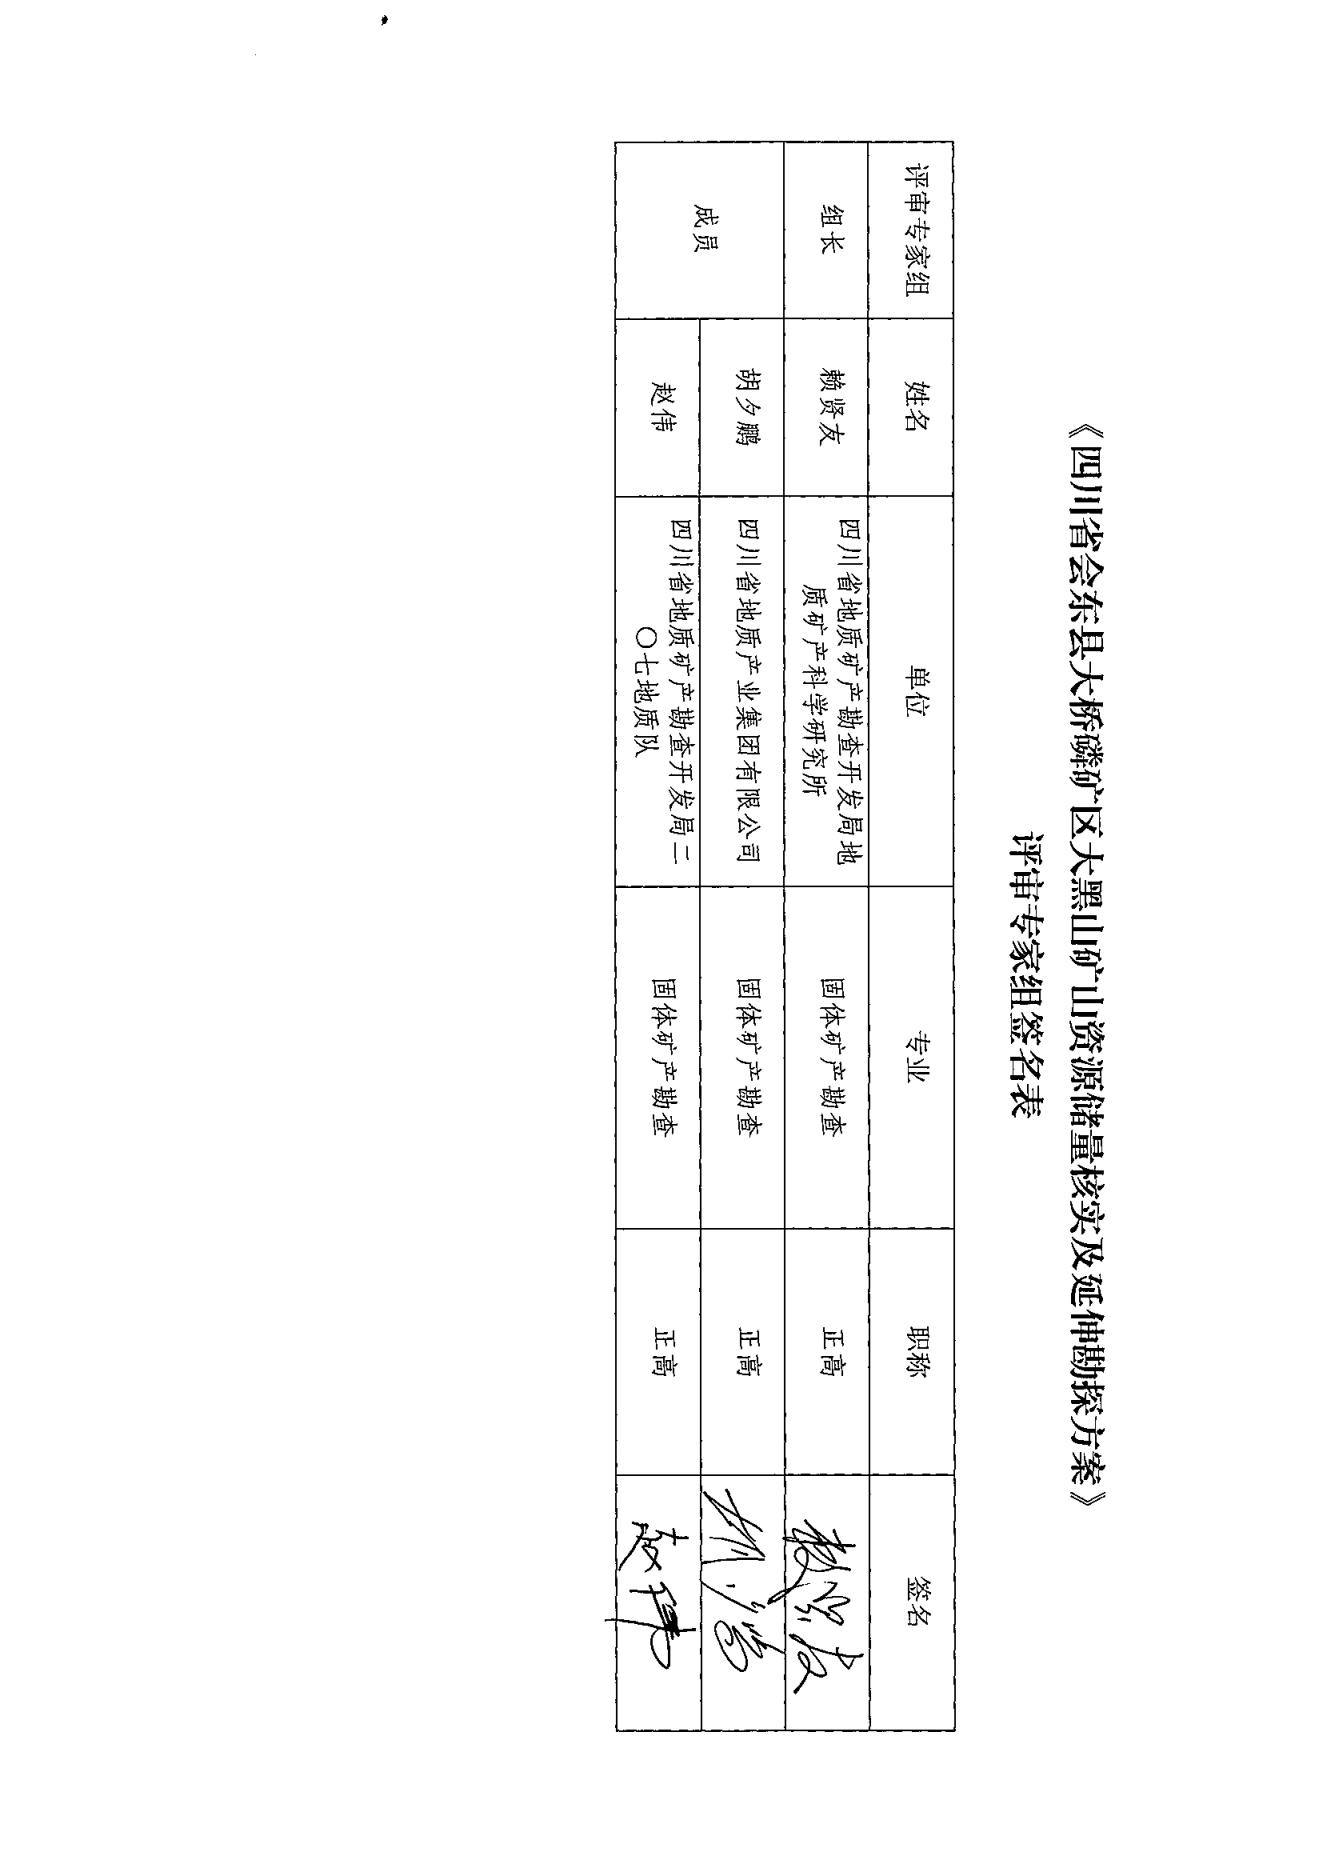 《四川省会东县大桥磷矿区大黑山矿山资源储量核实及延伸勘探方案》
评审专家组签名表
评审专家组 姓名 单位 专业 职称 签名
组长 赖贤友 四川省地质矿产勘查开发局地
质矿产科学研究所 固体矿产勘查 正高 赖贤友
成员 胡夕鹏 四川省地质产业集团有限公司 固体矿产勘查 正高
赵伟 四川省地质矿产勘查开发局二
〇七地质队 固体矿产勘查 正高 赵伟